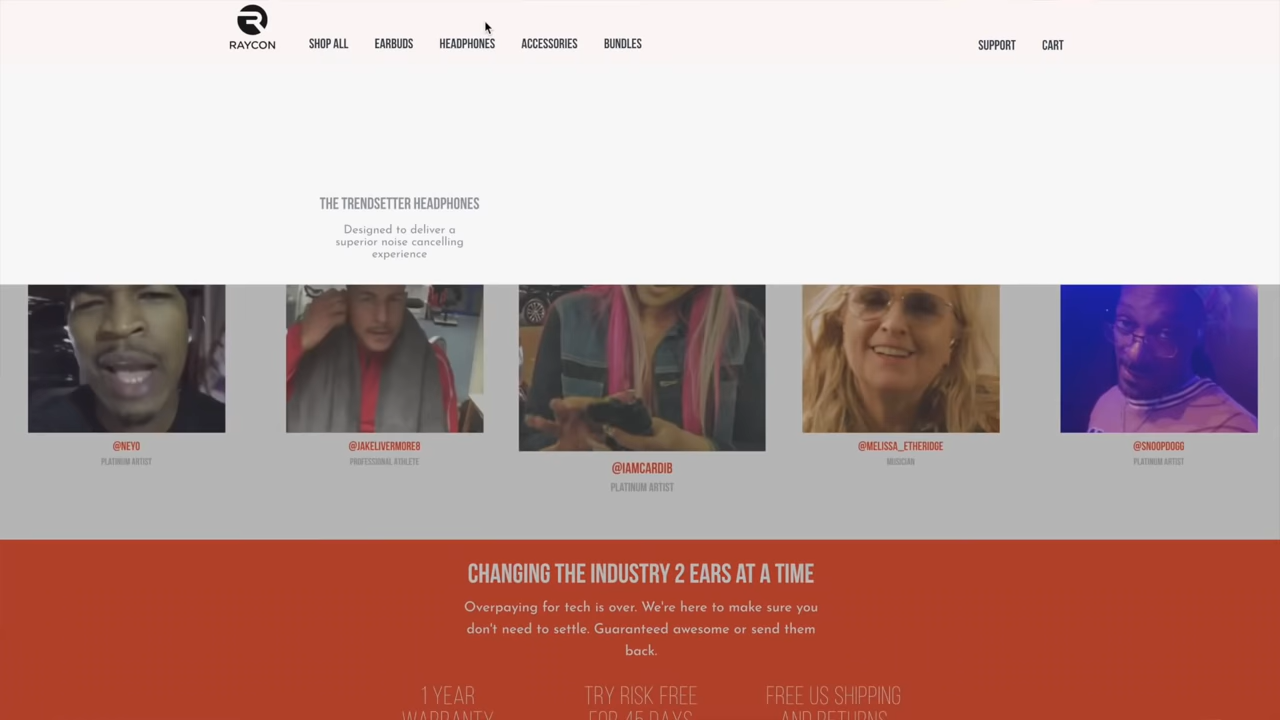 RAYCON
SHOP ALL
EARBUDS
HEADPHONES
ACCESSORIES
BUNDLES
SUPPORT
CART
THE TRENDSETTER HEADPHONES
Designed to deliver a
superior noise cancelling
experience
@NEYO
PLATINUM ARTIST
@JAKELIVERMORE8
PROFESSIONAL ATHLETE
@IAMCARDIB
PLATINUM ARTIST
@MELISSA_ETHERIDGE
MUSICIAN
@SNOOPDOGG
PLATINUM ARTIST
CHANGING THE INDUSTRY 2 EARS AT A TIME
Overpaying for tech is over. We're here to make sure you
don't need to settle. Guaranteed awesome or send them
back.
1 YEAR
WARRANTY
TRY RISK FREE
FOR 45 DAYS
FREE US SHIPPING
AND RETURNS